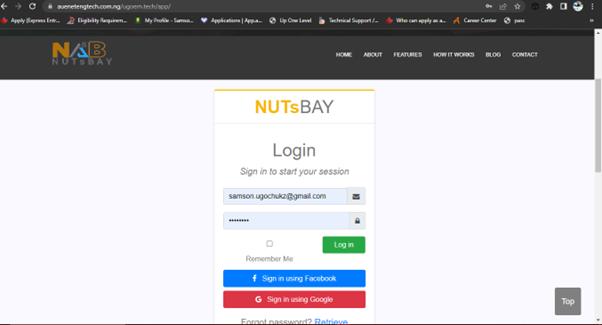 auenetengtech.com.ng/ugoem.tech/app/
Apply (Express Entr... Eligibility Requirem... My Profile - Samso... Applications | App.a... Up One Level Technical Support /... Who can apply as a... Career Center pass »
NAB
NUTsBAY
HOME ABOUT FEATURES HOW IT WORKS BLOG CONTACT
NUTsBAY
Login
Sign in to start your session
samson.ugochukz@gmail.com
Remember Me
Log in
Sign in using Facebook
Sign in using Google
Top
Forgot password? Retrieve